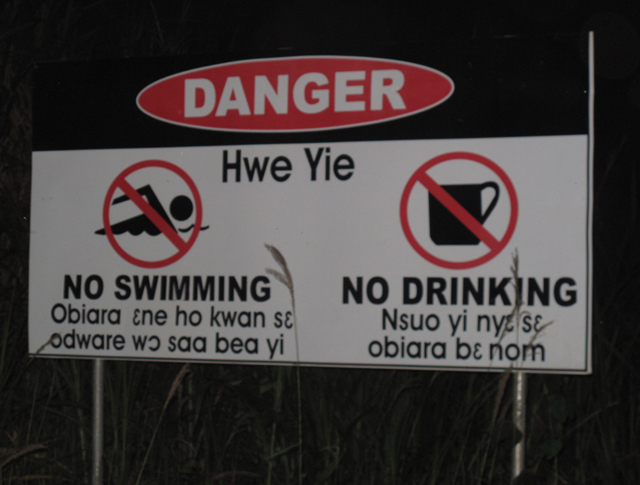 DANGER
Hwe Yie
NO SWIMMING
Obiara ɛne ho kwan sɛ
odware wɔ saa bea yi
NO DRINKING
Nsuo yi nyɛ sɛ
obiara bɛ nom